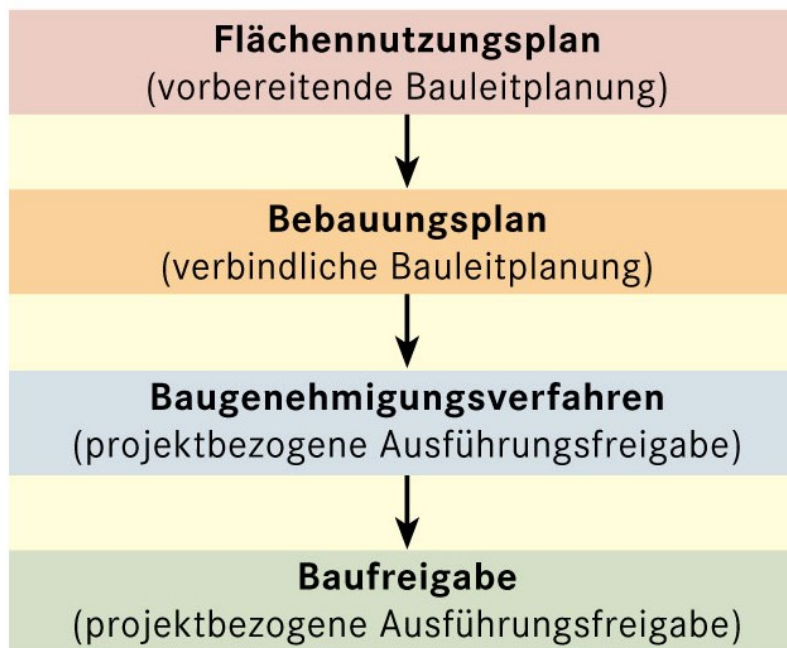 Flächennutzungsplan
(vorbereitende Bauleitplanung)
Bebauungsplan
(verbindliche Bauleitplanung)
Baugenehmigungsverfahren
(projektbezogene Ausführungsfreigabe)
Baufreigabe
(projektbezogene Ausführungsfreigabe)